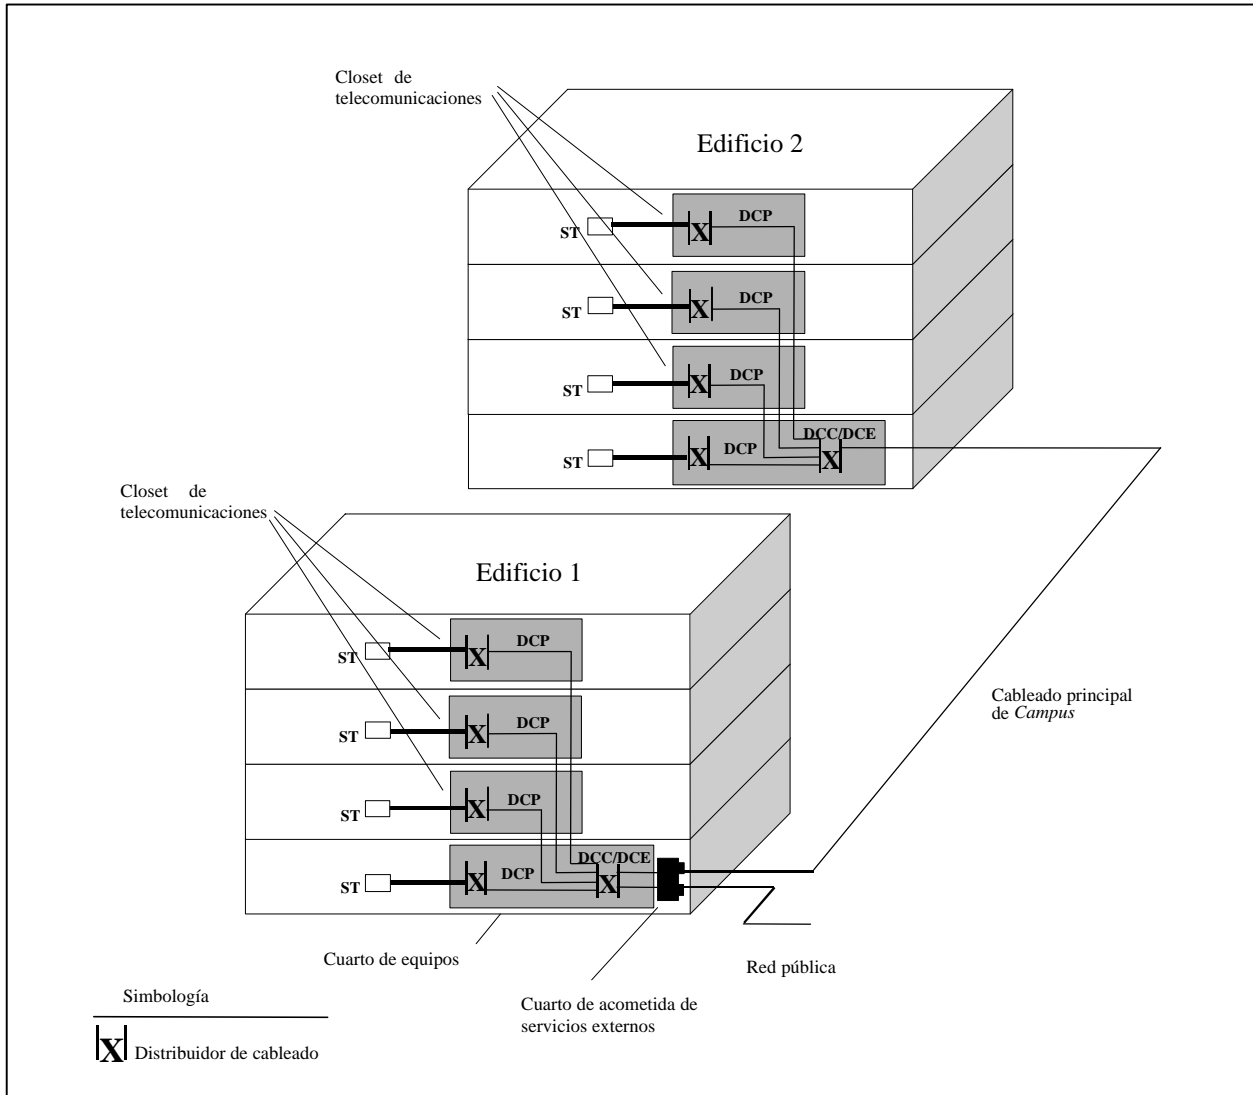 Closet de
telecomunicaciones
Edificio 2
DCP
ST
X
DCP
ST
X
DCP
ST
X
DCC/DCE
DCP
ST
X
X
Closet de
telecomunicaciones
Edificio 1
DCP
ST
X
DCP
ST
X
DCP
ST
X
DCC/DCE
DCP
ST
X
X
Cableado principal
de Campus
Cuarto de equipos
Red pública
Cuarto de acometida de
servicios externos
Simbología
X Distribuidor de cableado